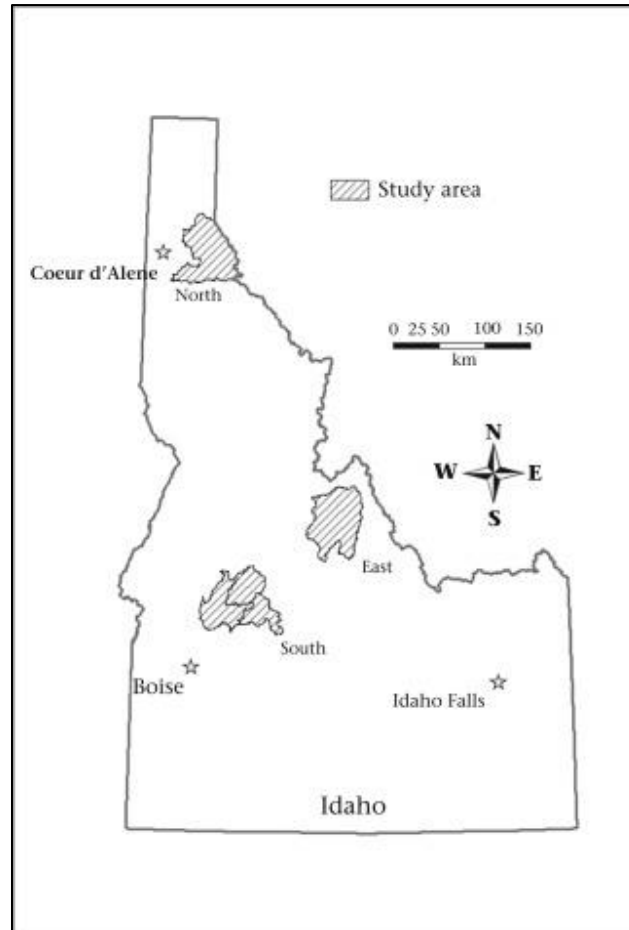 Study area
Coeur d'Alene
North
0 25 50 100 150
km
N
W E
S
East
South
Boise
Idaho Falls
Idaho